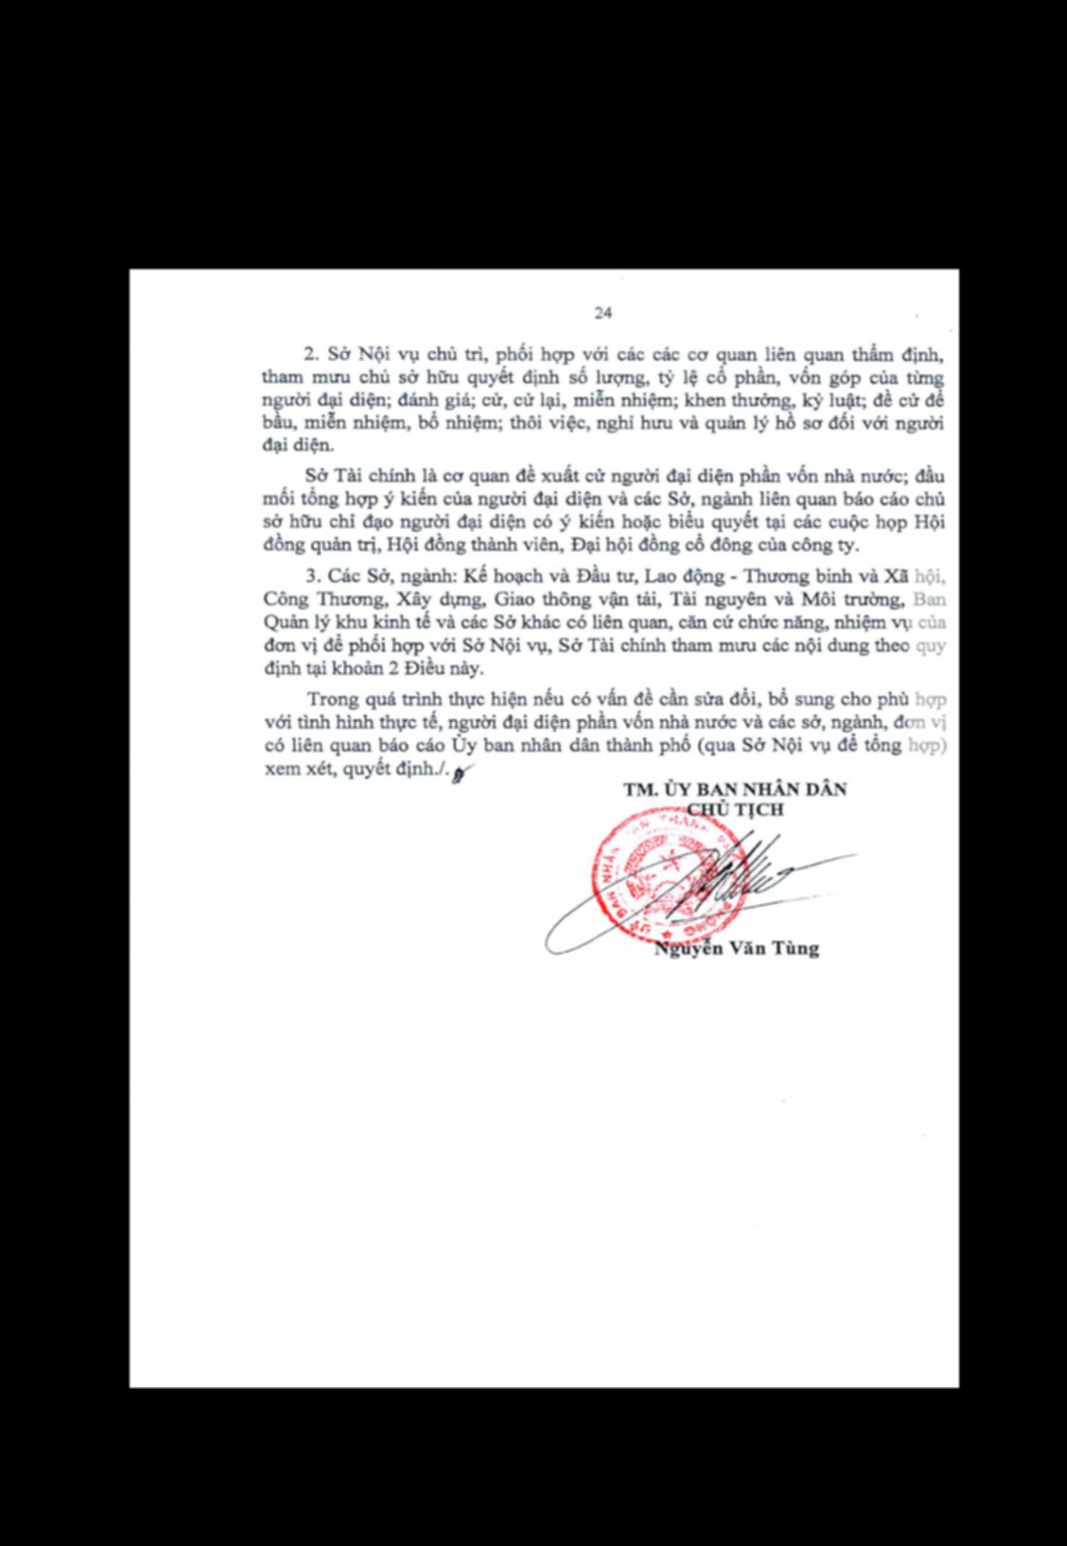 24
2. Sở Nội vụ chủ trì, phối hợp với các các cơ quan liên quan thẩm định,
tham mưu chủ sở hữu quyết định số lượng, tỷ lệ cổ phần, vốn góp của từng
người đại diện; đánh giá; cử, cử lại, miễn nhiệm; khen thưởng, kỷ luật; đề cử để
bầu, miễn nhiệm, bổ nhiệm; thôi việc, nghỉ hưu và quản lý hồ sơ đối với người
đại diện.
Sở Tài chính là cơ quan đề xuất cử người đại diện phần vốn nhà nước; đầu
mối tổng hợp ý kiến của người đại diện và các Sở, ngành liên quan báo cáo chủ
sở hữu chỉ đạo người đại diện có ý kiến hoặc biểu quyết tại các cuộc họp Hội
đồng quản trị, Hội đồng thành viên, Đại hội đồng cổ đông của công ty.
3. Các Sở, ngành: Kế hoạch và Đầu tư, Lao động - Thương binh và Xã hội,
Công Thương, Xây dựng, Giao thông vận tải, Tài nguyên và Môi trường, Ban
Quản lý khu kinh tế và các Sở khác có liên quan, căn cứ chức năng, nhiệm vụ của
đơn vị để phối hợp với Sở Nội vụ, Sở Tài chính tham mưu các nội dung theo quy
định tại khoản 2 Điều này.
Trong quá trình thực hiện nếu có vấn đề cần sửa đổi, bổ sung cho phù hợp
với tình hình thực tế, người đại diện phần vốn nhà nước và các sở, ngành, đơn vị
có liên quan báo cáo Ủy ban nhân dân thành phố (qua Sở Nội vụ để tổng hợp)
xem xét, quyết định./.
TM. ỦY BAN NHÂN DÂN
CHỦ TỊCH
Nguyễn Văn Tùng